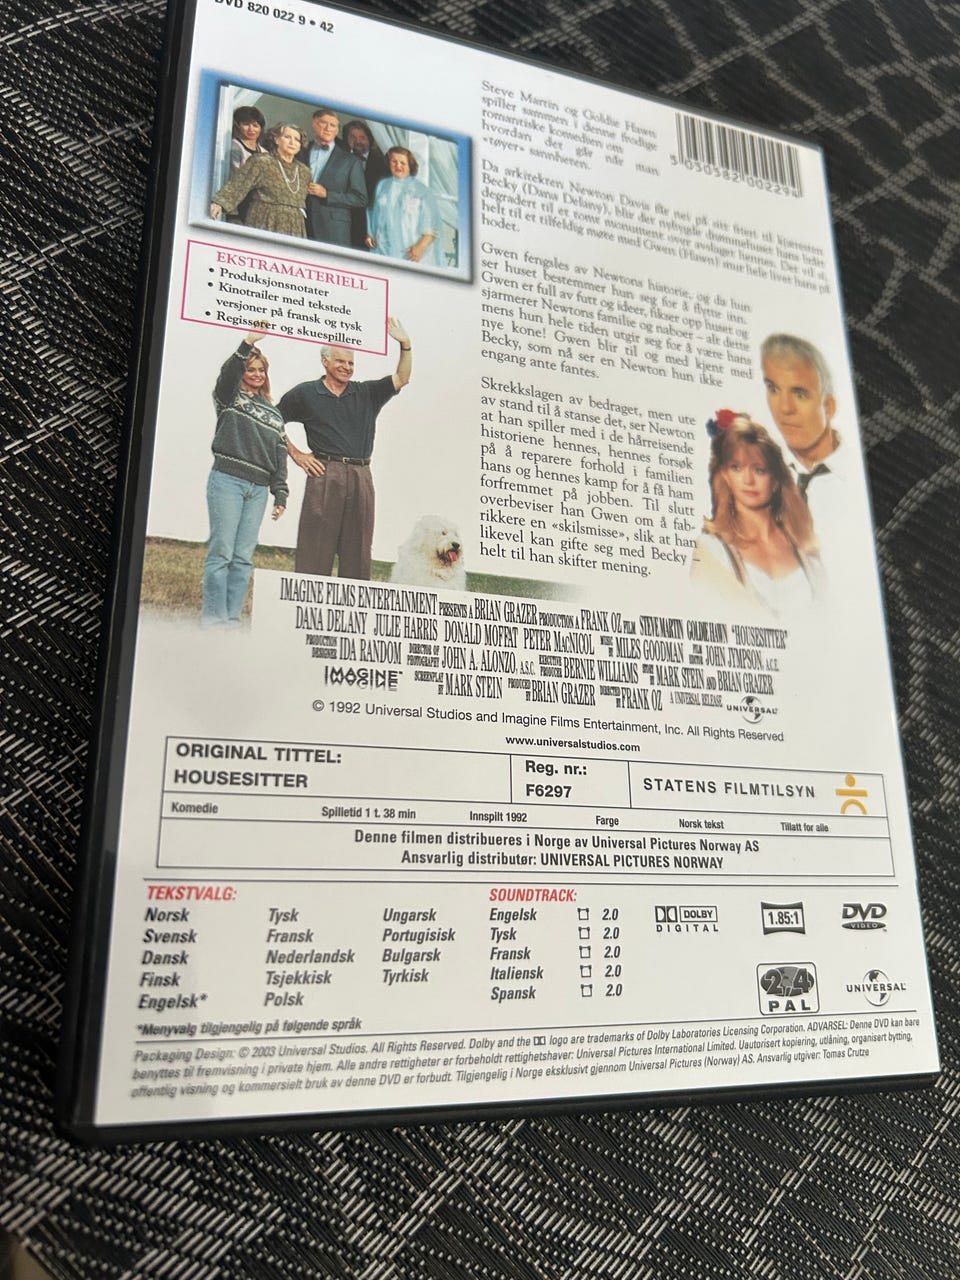 DVD 820 022 9 • 42
Steve Martin og Goldie Hawn
spiller sammen i denne frodige
romantiske komedien om
hvordan det går når man
«tøyer» sannheten.
5 050582 002294
Da arkitekten Newton Davis får nei på sitt frieri til kjæresten
Becky (Dana Delany), blir det nybygde drømmehuset hans bare
degradert til et tomt monument over avslaget hennes. Det vil si,
helt til et tilfeldig møte med Gwen (Hawn) snur hele livet hans på
hodet.
EKSTRAMATERIELL
• Produksjonsnotater
• Kinotrailer med tekstede
versjoner på fransk og tysk
• Regissører og skuespillere
Gwen fengsles av Newtons historie, og da hun
ser huset bestemmer hun seg for å flytte inn.
Gwen er full av futt og ideer, fikser opp huset og
sjarmerer Newtons familie og naboer – alt dette
mens hun hele tiden utgir seg for å være hans
nye kone! Gwen blir til og med kjent med
Becky, som nå ser en Newton hun ikke
engang ante fantes.
Skrekkslagen av bedraget, men ute
av stand til å stanse det, ser Newton
at han spiller med i de hårreisende
historiene hennes, hennes forsøk
på å reparere forhold i familien
hans og hennes kamp for å få ham
forfremmet på jobben. Til slutt
overbeviser han Gwen om å fab-
rikkere en «skilsmisse», slik at han
likevel kan gifte seg med Becky –
helt til han skifter mening.
IMAGINE FILMS ENTERTAINMENT PRESENTS A BRIAN GRAZER PRODUCTION A FRANK OZ FILM STEVE MARTIN GOLDIE HAWN "HOUSESITTER"
DANA DELANY JULIE HARRIS DONALD MOFFAT PETER MACNICOL MUSIC BY MILES GOODMAN FILM EDITOR JOHN JYMPSON, A.C.E.
PRODUCTION DESIGNER IDA RANDOM DIRECTOR OF PHOTOGRAPHY JOHN A. ALONZO, A.S.C. EXECUTIVE PRODUCER BERNIE WILLIAMS STORY BY MARK STEIN AND BRIAN GRAZER
IMAGINE™ SCREENPLAY BY MARK STEIN PRODUCED BY BRIAN GRAZER DIRECTED BY FRANK OZ A UNIVERSAL RELEASE UNIVERSAL
© 1992 Universal Studios and Imagine Films Entertainment, Inc. All Rights Reserved
www.universalstudios.com
ORIGINAL TITTEL:
HOUSESITTER
Reg. nr.:
F6297
STATENS FILMTILSYN
Komedie Spilletid 1 t. 38 min Innspilt 1992 Farge Norsk tekst Tillatt for alle
Denne filmen distribueres i Norge av Universal Pictures Norway AS
Ansvarlig distributør: UNIVERSAL PICTURES NORWAY
TEKSTVALG:
Norsk Tysk Ungarsk
Svensk Fransk Portugisisk
Dansk Nederlandsk Bulgarsk
Finsk Tsjekkisk Tyrkisk
Engelsk* Polsk
*Menyvalg tilgjengelig på følgende språk
SOUNDTRACK:
Engelsk 2.0
Tysk 2.0
Fransk 2.0
Italiensk 2.0
Spansk 2.0
DOLBY
DIGITAL
1.85:1
DVD
VIDEO
2 4
PAL
UNIVERSAL
Packaging Design: © 2003 Universal Studios. All Rights Reserved. Dolby and the logo are trademarks of Dolby Laboratories Licensing Corporation. ADVARSEL: Denne DVD kan bare
benyttes til fremvisning i private hjem. Alle andre rettigheter er forbeholdt rettighetshaver: Universal Pictures International Limited. Uautorisert kopiering, utlåning, organisert bytting,
offentlig visning og kommersielt bruk av denne DVD er forbudt. Tilgjengelig i Norge eksklusivt gjennom Universal Pictures (Norway) AS. Ansvarlig utgiver: Tomas Crutze